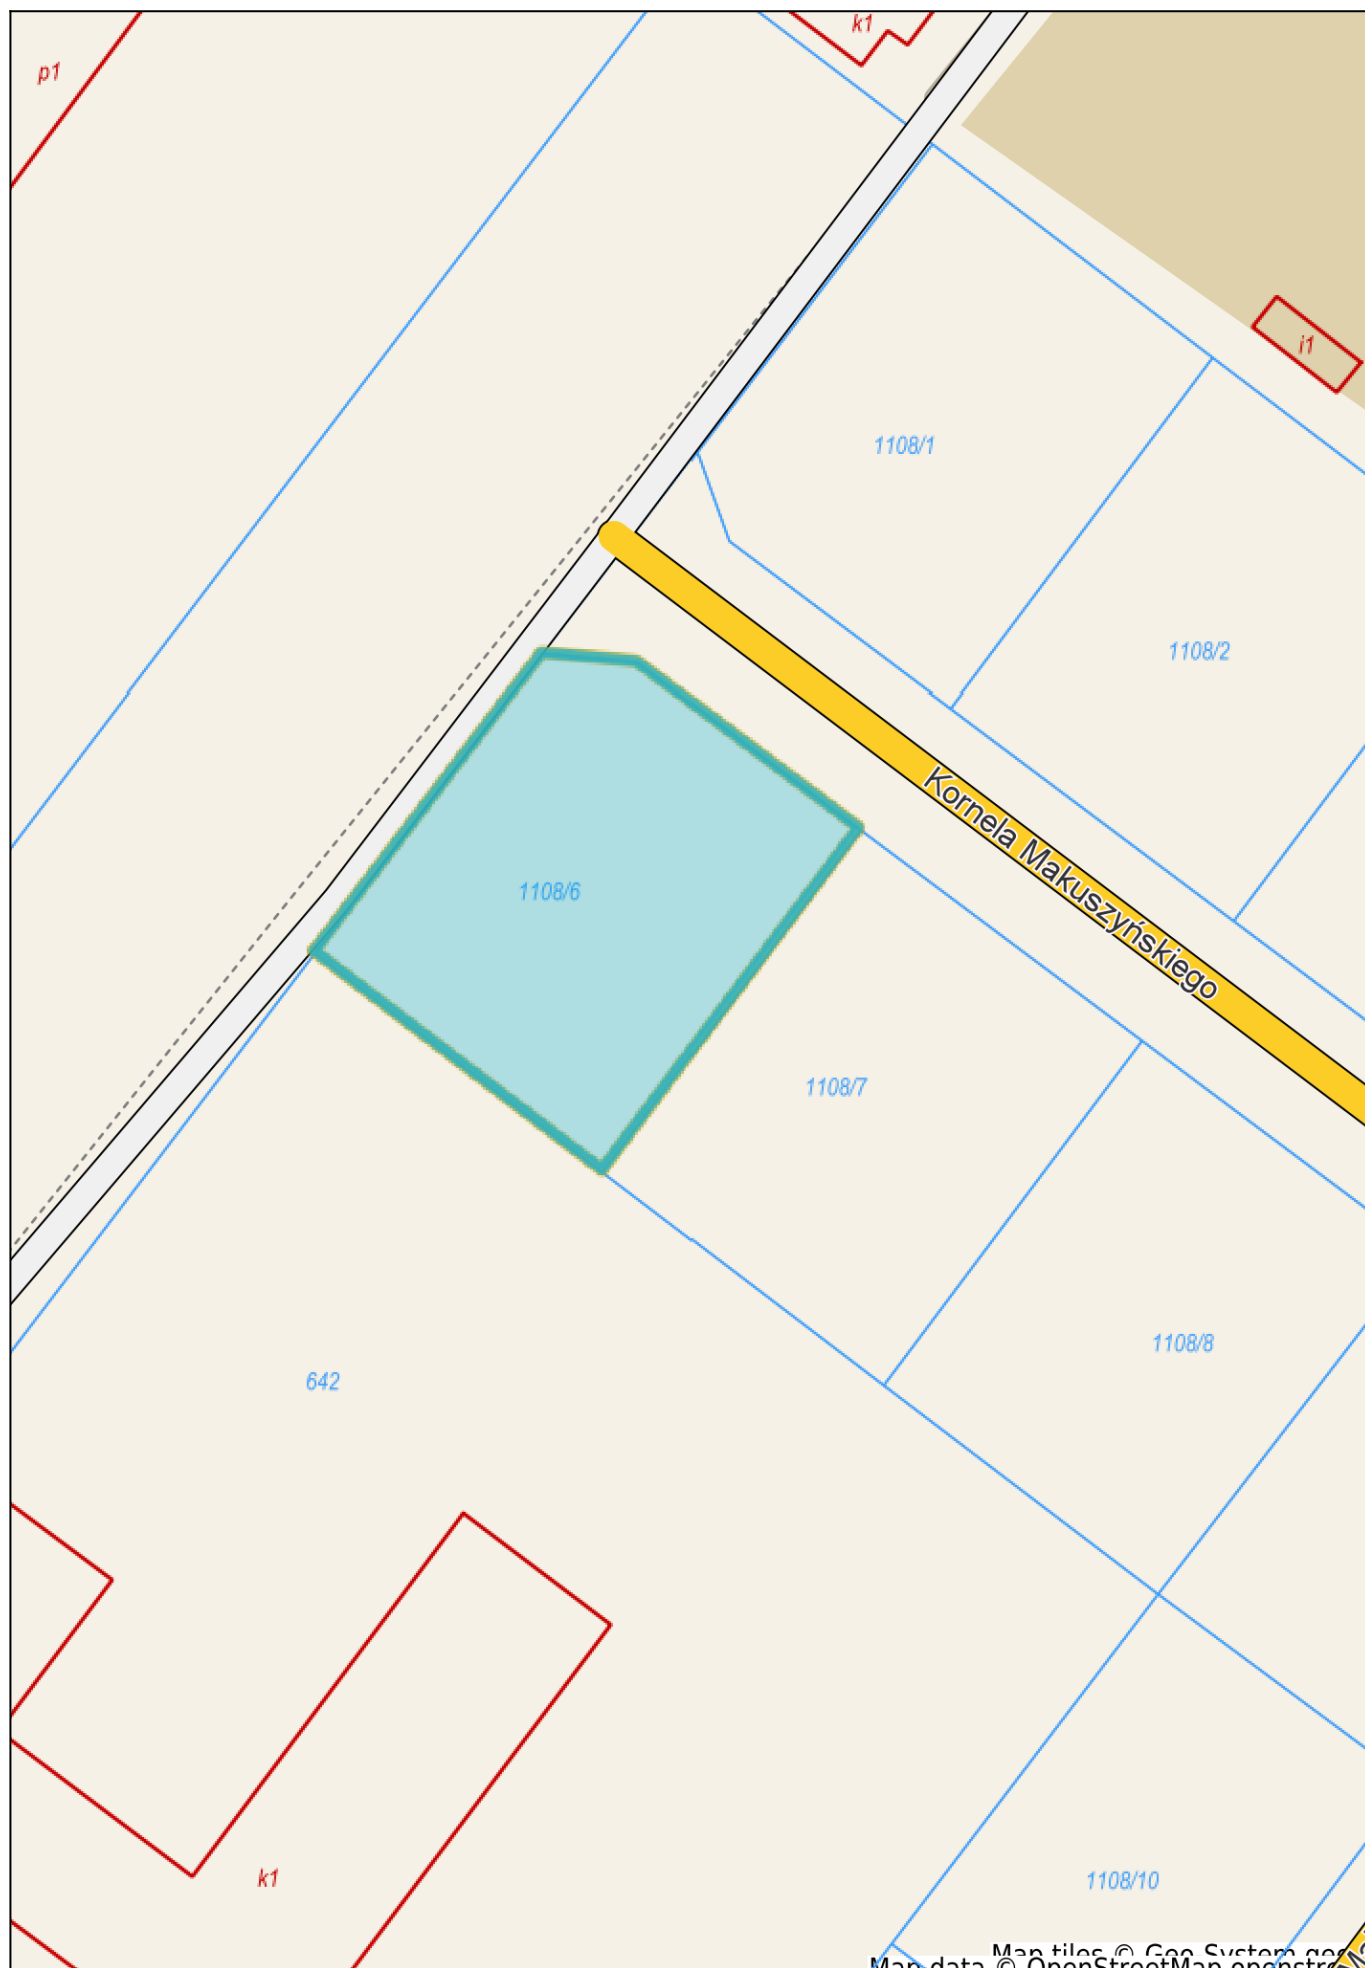 k1
p1
i1
1108/1
1108/2
Kornela Makuszyńskiego
1108/6
1108/7
1108/8
642
k1
1108/10
Map tiles © Geo-System
Map data © OpenStreetMap